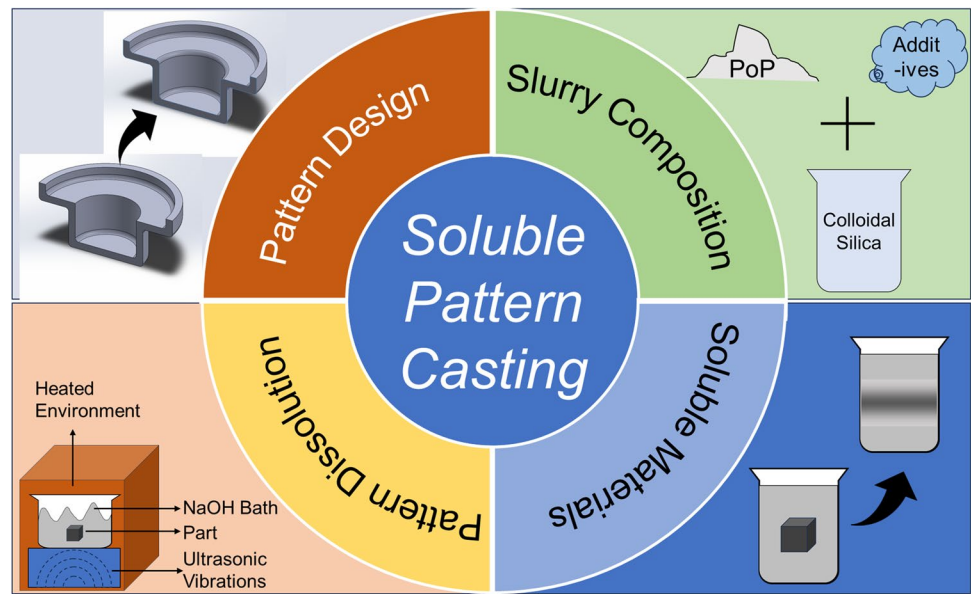 Pattern Design
Slurry Composition
PoP
Addit
-ives
Colloidal
Silica
Soluble
Pattern
Casting
Pattern Dissolution
Soluble Materials
Heated
Environment
NaOH Bath
Part
Ultrasonic
Vibrations